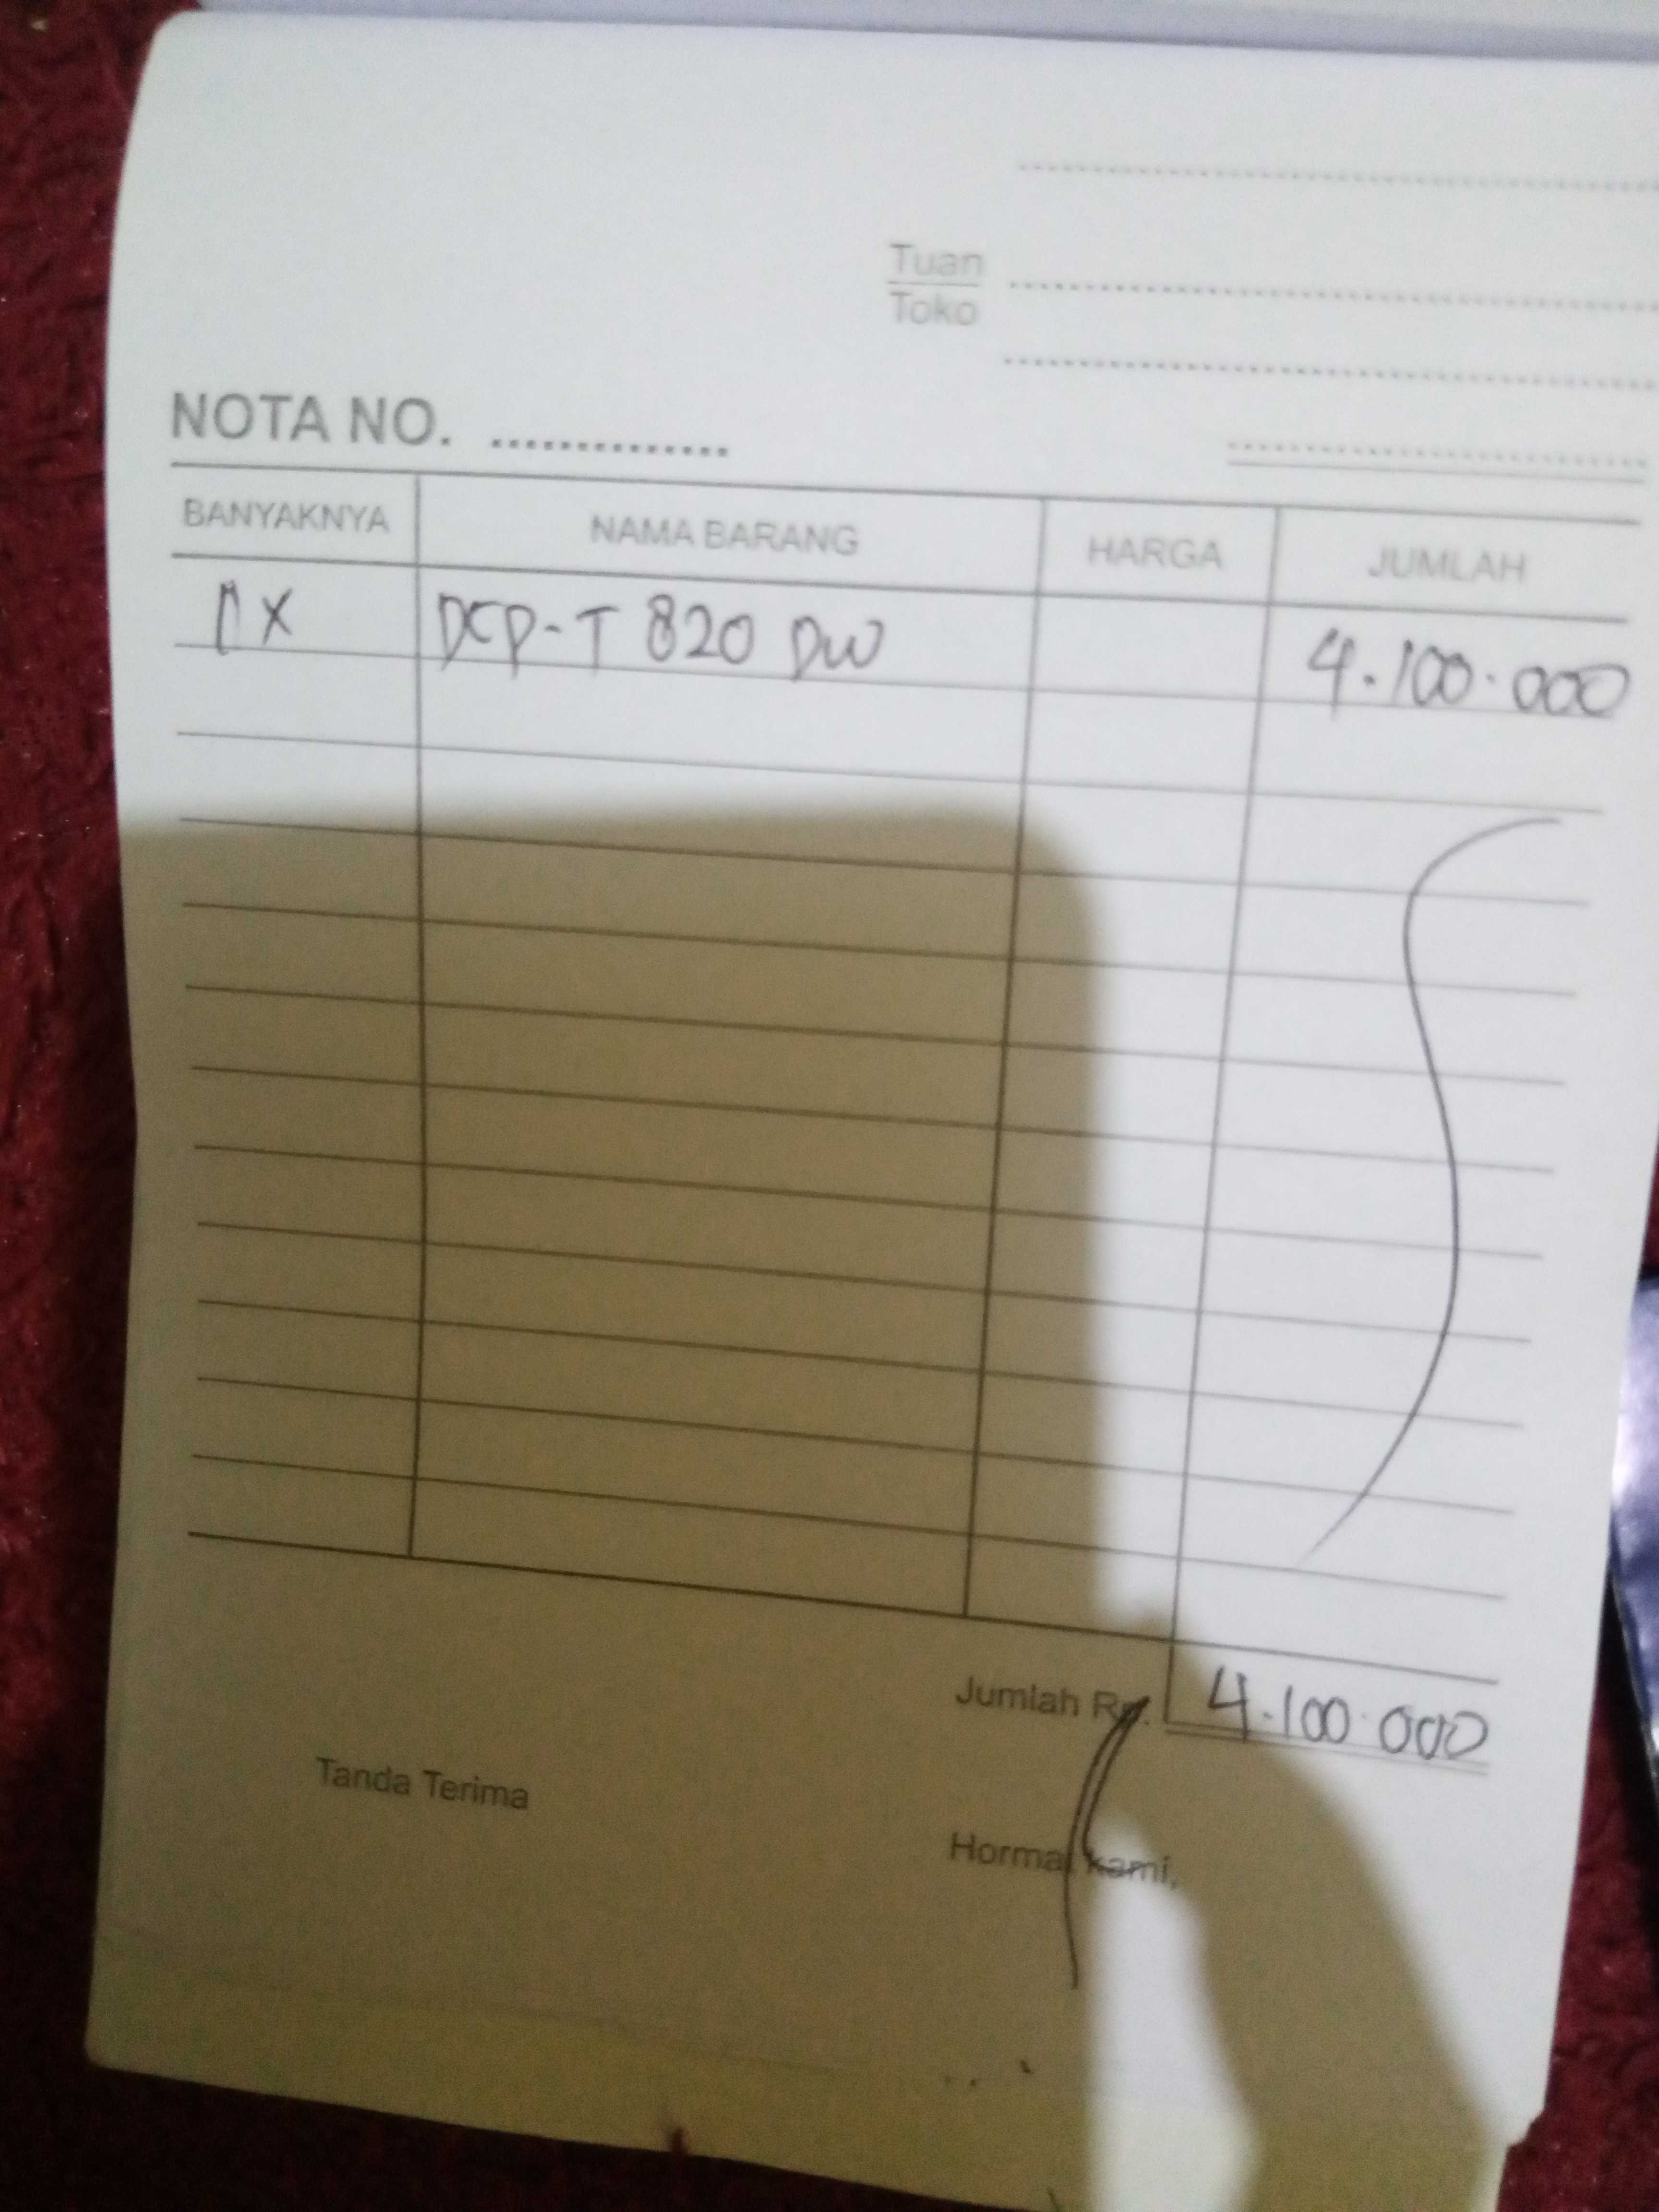 Tuan
Toko
NOTA NO.
BANYAKNYA NAMA BARANG HARGA JUMLAH
1 X DCP-T 820 DW 4.100.000
Jumlah Rp. 4.100.000
Tanda Terima
Hormat kami,